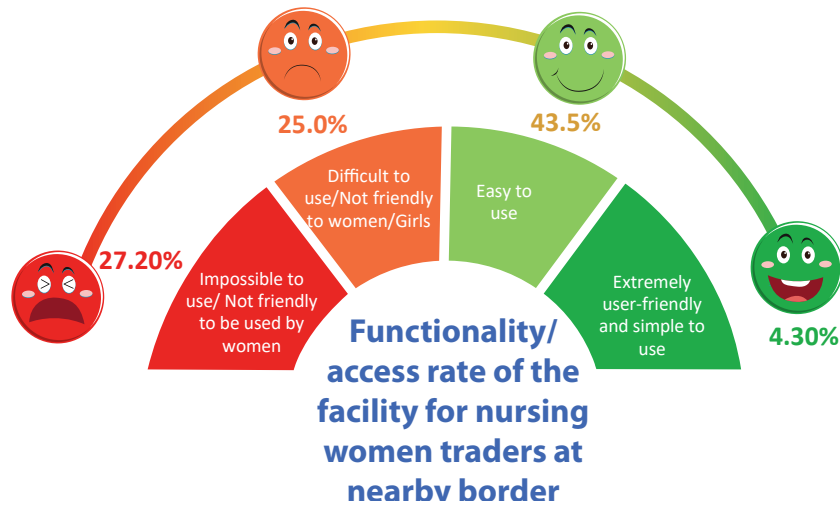 25.0%
43.5%
27.20%
4.30%
Difficult to
use/Not friendly
to women/Girls
Easy to
use
Impossible to
use/ Not friendly
to be used by
women
Extremely
user-friendly
and simple to
use
Functionality/
access rate of the
facility for nursing
women traders at
nearby border